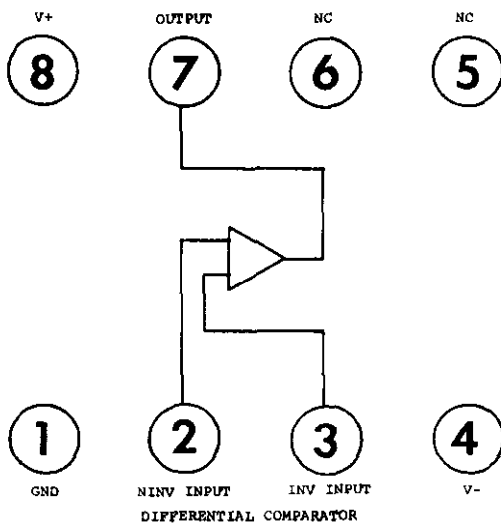 V+ OUTPUT NC NC
8 7 6 5
1 2 3 4
GND NINV INPUT INV INPUT V-
DIFFERENTIAL COMPARATOR